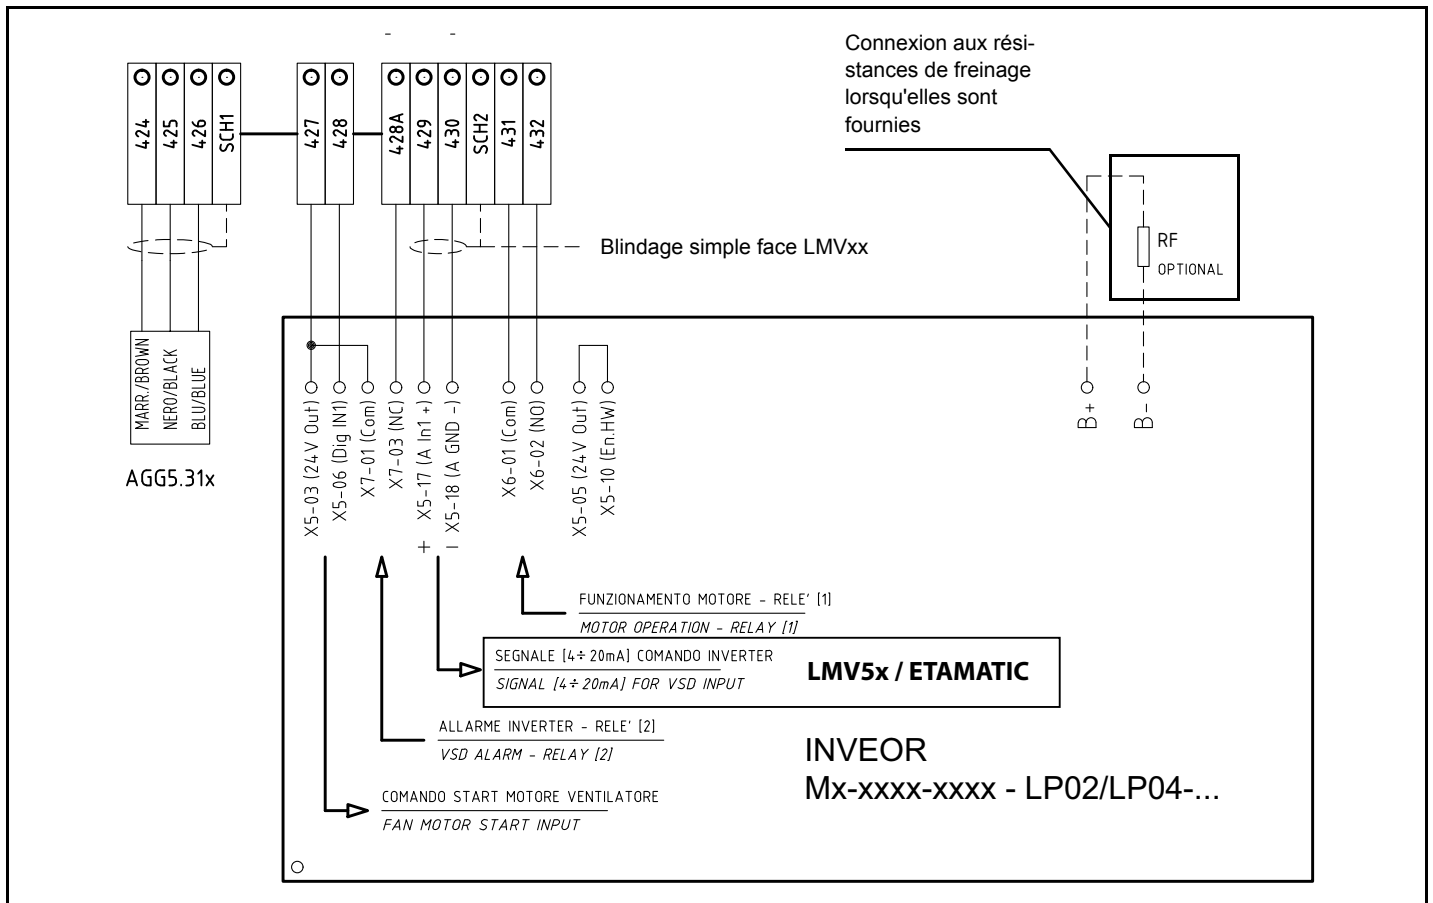 Connexion aux rési-
stances de freinage
lorsqu'elles sont
fournies
424
425
426
SCH1
427
428
428A
429
430
SCH2
431
432
Blindage simple face LMVxx
RF
OPTIONAL
MARR./BROWN
NERO/BLACK
BLU/BLUE
AGG5.31x
X5-03 (24V Out)
X5-06 (Dig IN1)
X7-01 (Com)
X7-03 (NC)
+ X5-17 (A In1 +)
- X5-18 (A GND -)
X6-01 (Com)
X6-02 (NO)
X5-05 (24V Out)
X5-10 (En.HW)
B+
B-
FUNZIONAMENTO MOTORE - RELE' [1]
MOTOR OPERATION - RELAY [1]
SEGNALE [4÷20mA] COMANDO INVERTER
SIGNAL [4÷20mA] FOR VSD INPUT
LMV5x / ETAMATIC
ALLARME INVERTER - RELE' [2]
VSD ALARM - RELAY [2]
INVEOR
Mx-xxxx-xxxx - LP02/LP04-...
COMANDO START MOTORE VENTILATORE
FAN MOTOR START INPUT